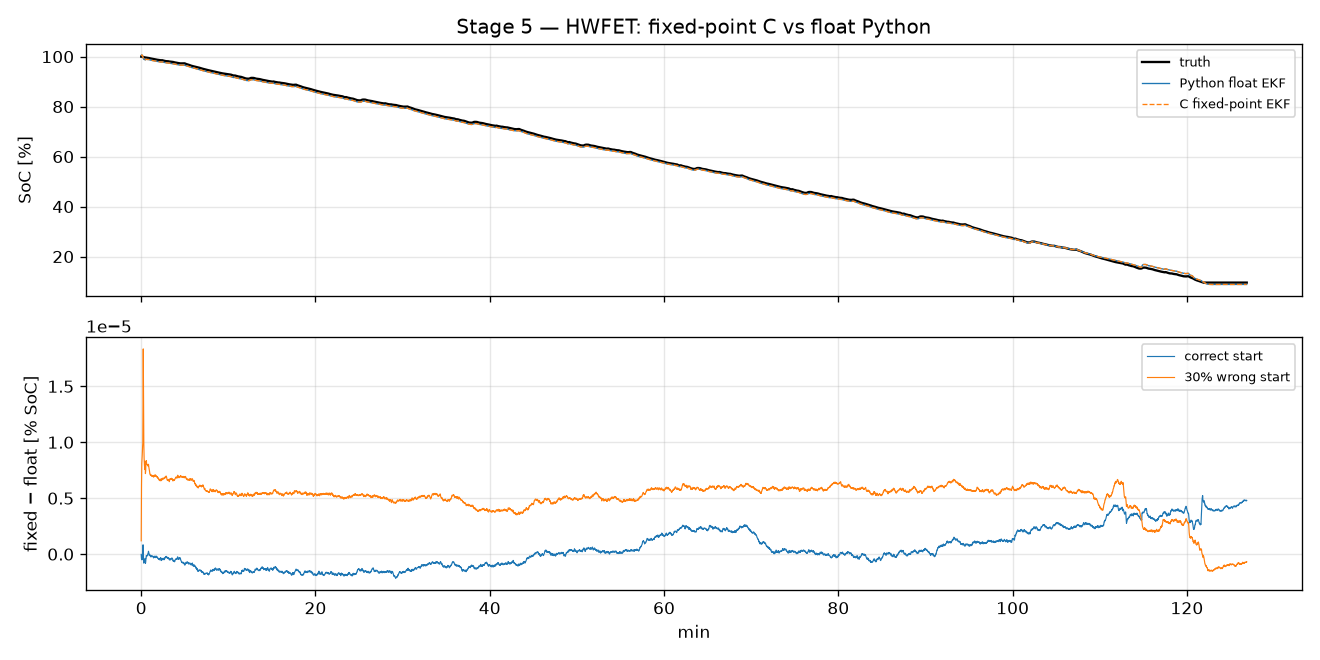 Stage 5 — HWFET: fixed-point C vs float Python
100
80
60
40
20
SoC [%]
truth
Python float EKF
C fixed-point EKF
1e−5
1.5
1.0
0.5
0.0
fixed − float [% SoC]
correct start
30% wrong start
0
20
40
60
80
100
120
min